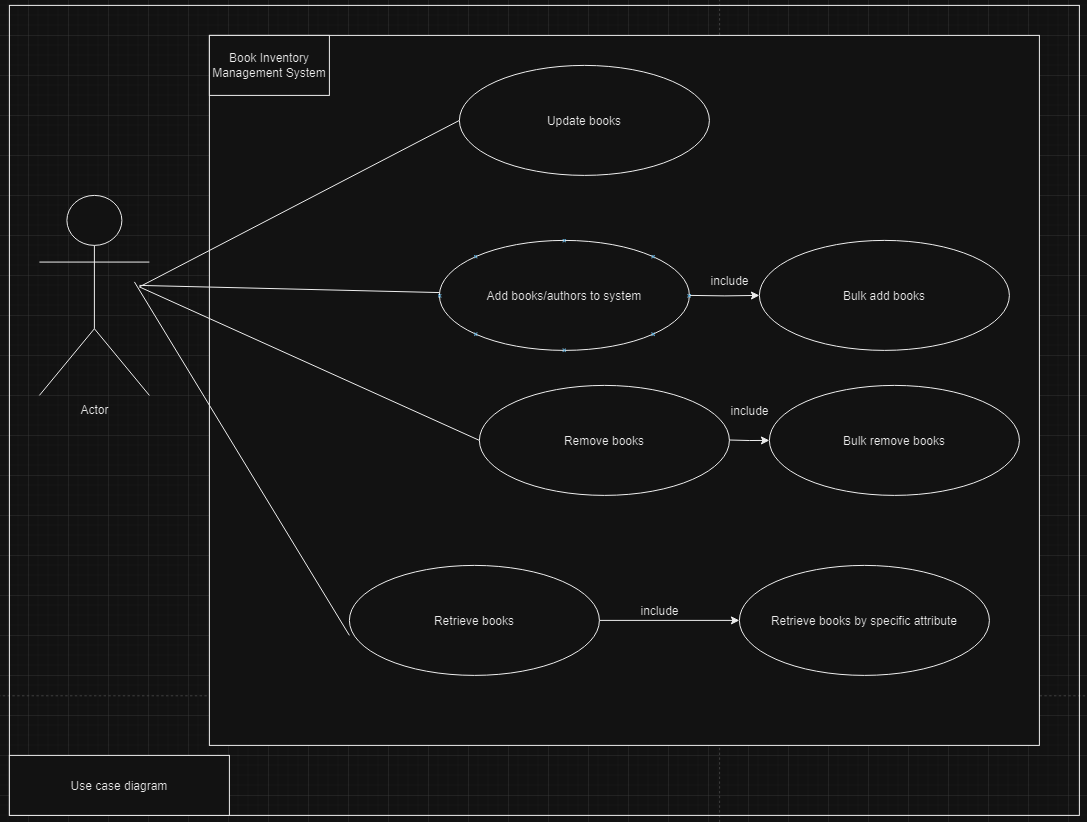 Book Inventory
Management System
Update books
Add books/authors to system
include
Bulk add books
Actor
Remove books
include
Bulk remove books
Retrieve books
include
Retrieve books by specific attribute
Use case diagram